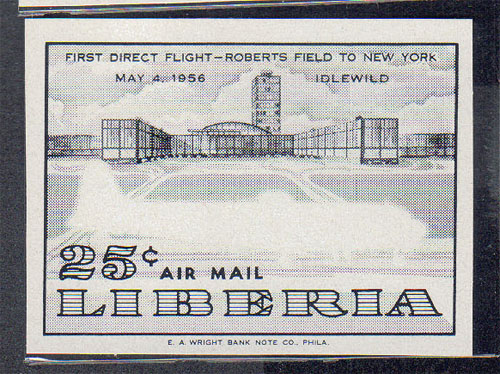 FIRST DIRECT FLIGHT—ROBERTS FIELD TO NEW YORK
MAY 4, 1956 IDLEWILD
25¢ AIR MAIL
LIBERIA
E. A. WRIGHT BANK NOTE CO., PHILA.